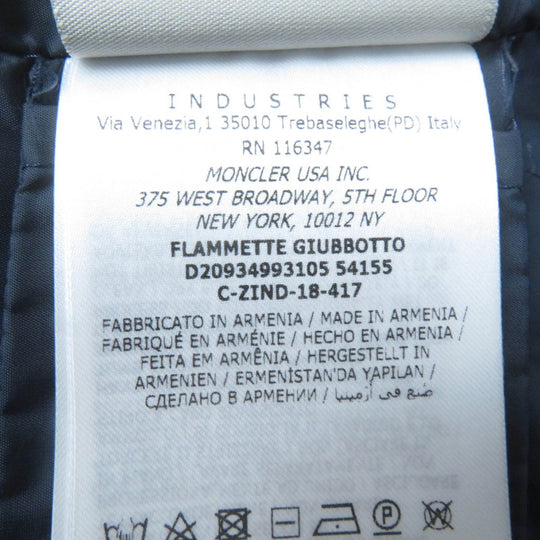 INDUSTRIES
Via Venezia,1 35010 Trebaseleghe(PD) Italy
RN 116347
MONCLER USA INC.
375 WEST BROADWAY, 5TH FLOOR
NEW YORK, 10012 NY
FLAMMETTE GIUBBOTTO
D20934993105 54155
C-ZIND-18-417
FABBRICATO IN ARMENIA / MADE IN ARMENIA /
FABRIQUÉ EN ARMÉNIE / HECHO EN ARMENIA /
FEITA EM ARMÊNIA / HERGESTELLT IN
ARMENIEN / ERMENİSTAN'DA YAPILAN /
СДЕЛАНО В АРМЕНИИ / صنع في أرمينيا
P